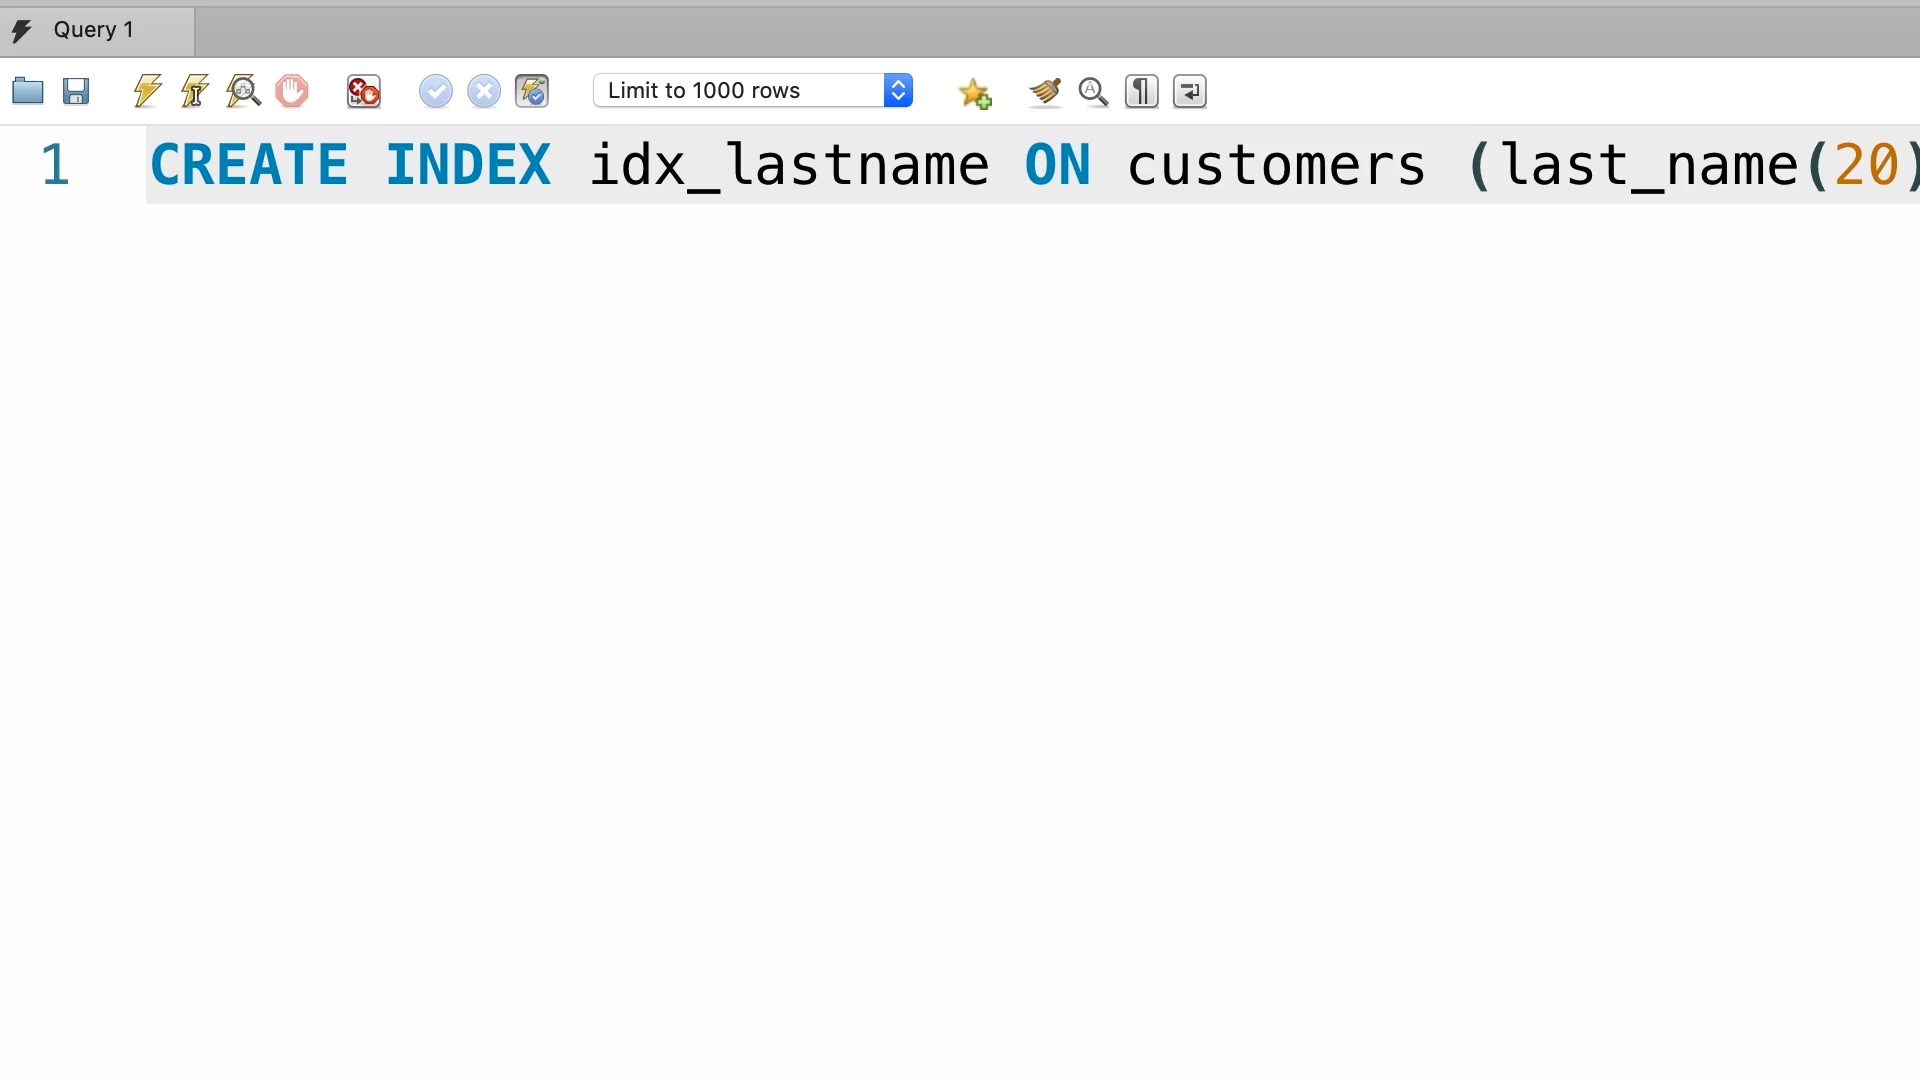 Query 1
Limit to 1000 rows
1 CREATE INDEX idx_lastname ON customers (last_name(20)